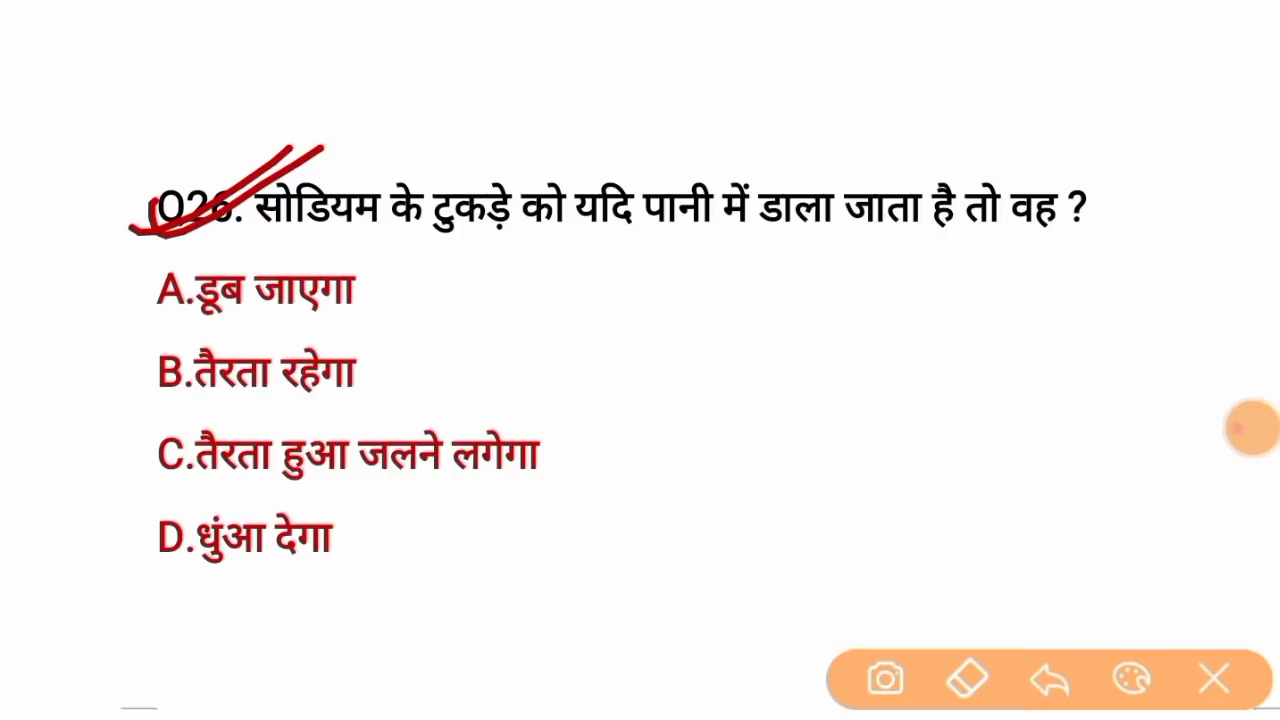 Q26. सोडियम के टुकड़े को यदि पानी में डाला जाता है तो वह ?
A.डूब जाएगा
B.तैरता रहेगा
C.तैरता हुआ जलने लगेगा
D.धुंआ देगा